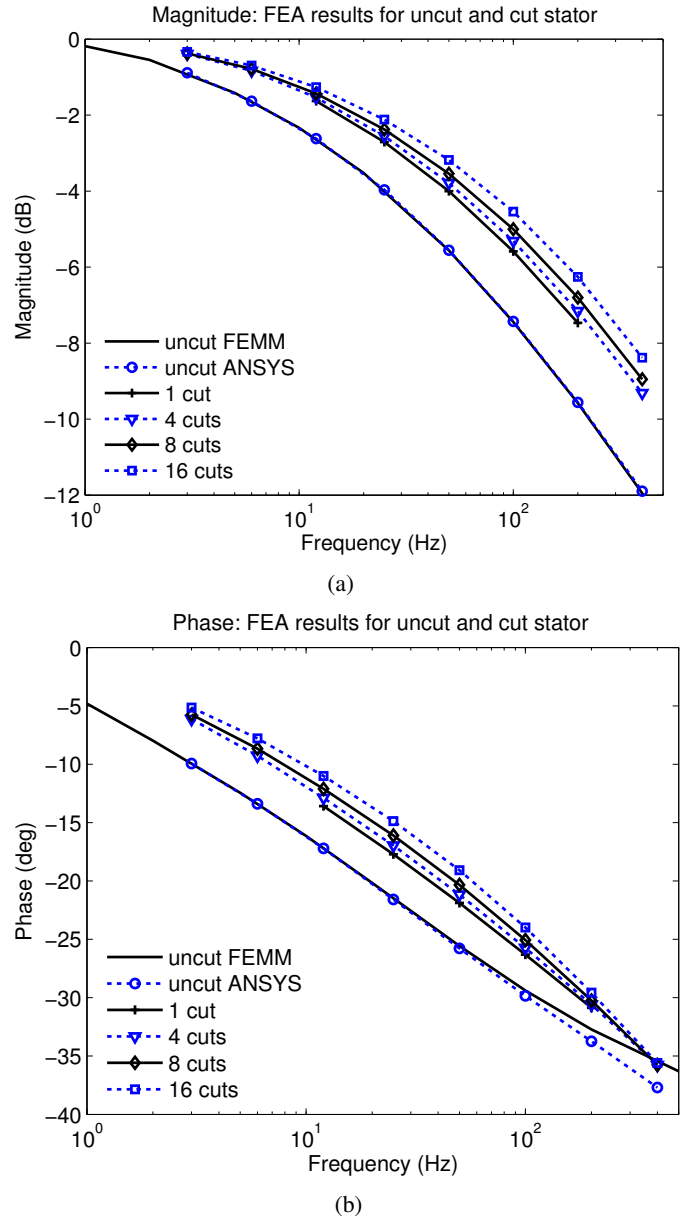 Magnitude: FEA results for uncut and cut stator
0
−2
−4
−6
−8
−10
−12
Magnitude (dB)
uncut FEMM
uncut ANSYS
1 cut
4 cuts
8 cuts
16 cuts
10^0
10^1
10^2
Frequency (Hz)
(a)
Phase: FEA results for uncut and cut stator
0
−5
−10
−15
−20
−25
−30
−35
−40
Phase (deg)
uncut FEMM
uncut ANSYS
1 cut
4 cuts
8 cuts
16 cuts
10^0
10^1
10^2
Frequency (Hz)
(b)